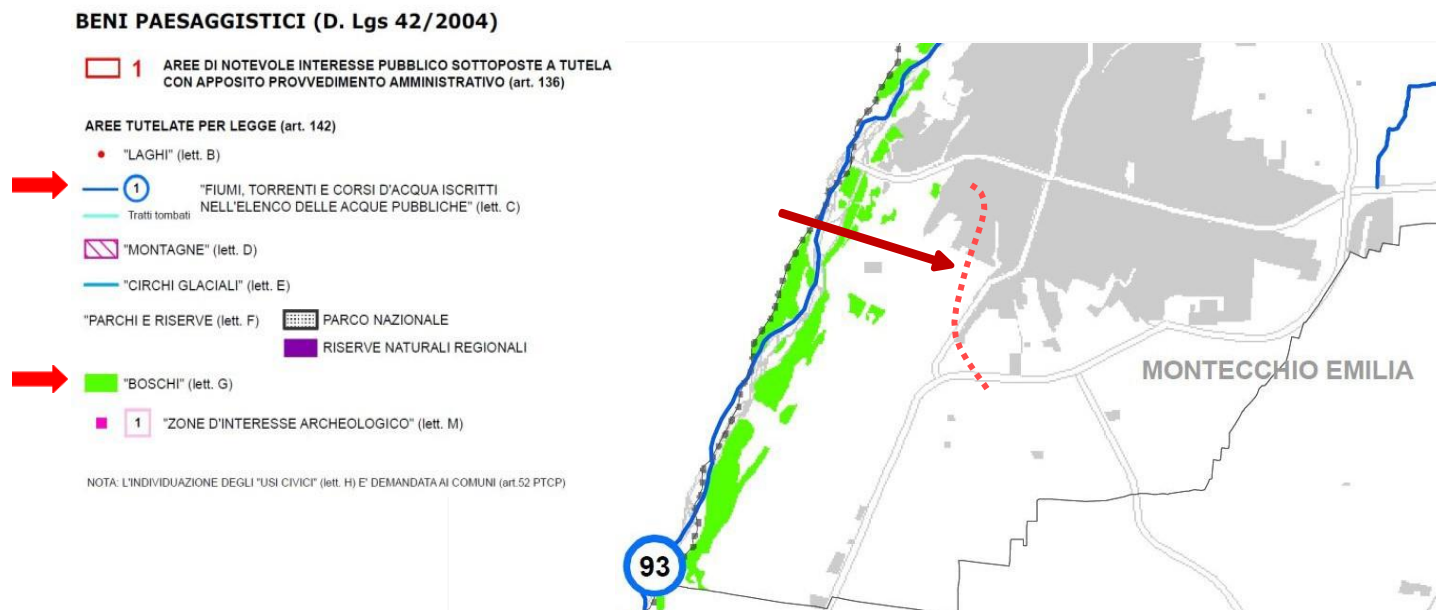 BENI PAESAGGISTICI (D. Lgs 42/2004)
1 AREE DI NOTEVOLE INTERESSE PUBBLICO SOTTOPOSTE A TUTELA
CON APPOSITO PROVVEDIMENTO AMMINISTRATIVO (art. 136)
AREE TUTELATE PER LEGGE (art. 142)
"LAGHI" (lett. B)
1 "FIUMI, TORRENTI E CORSI D'ACQUA ISCRITTI
NELL'ELENCO DELLE ACQUE PUBBLICHE" (lett. C)
Tratti tombati
"MONTAGNE" (lett. D)
"CIRCHI GLACIALI" (lett. E)
"PARCHI E RISERVE (lett. F) PARCO NAZIONALE
RISERVE NATURALI REGIONALI
"BOSCHI" (lett. G)
1 "ZONE D'INTERESSE ARCHEOLOGICO" (lett. M)
NOTA: L'INDIVIDUAZIONE DEGLI "USI CIVICI" (lett. H) E' DEMANDATA AI COMUNI (art.52 PTCP)
MONTECCHIO EMILIA
93